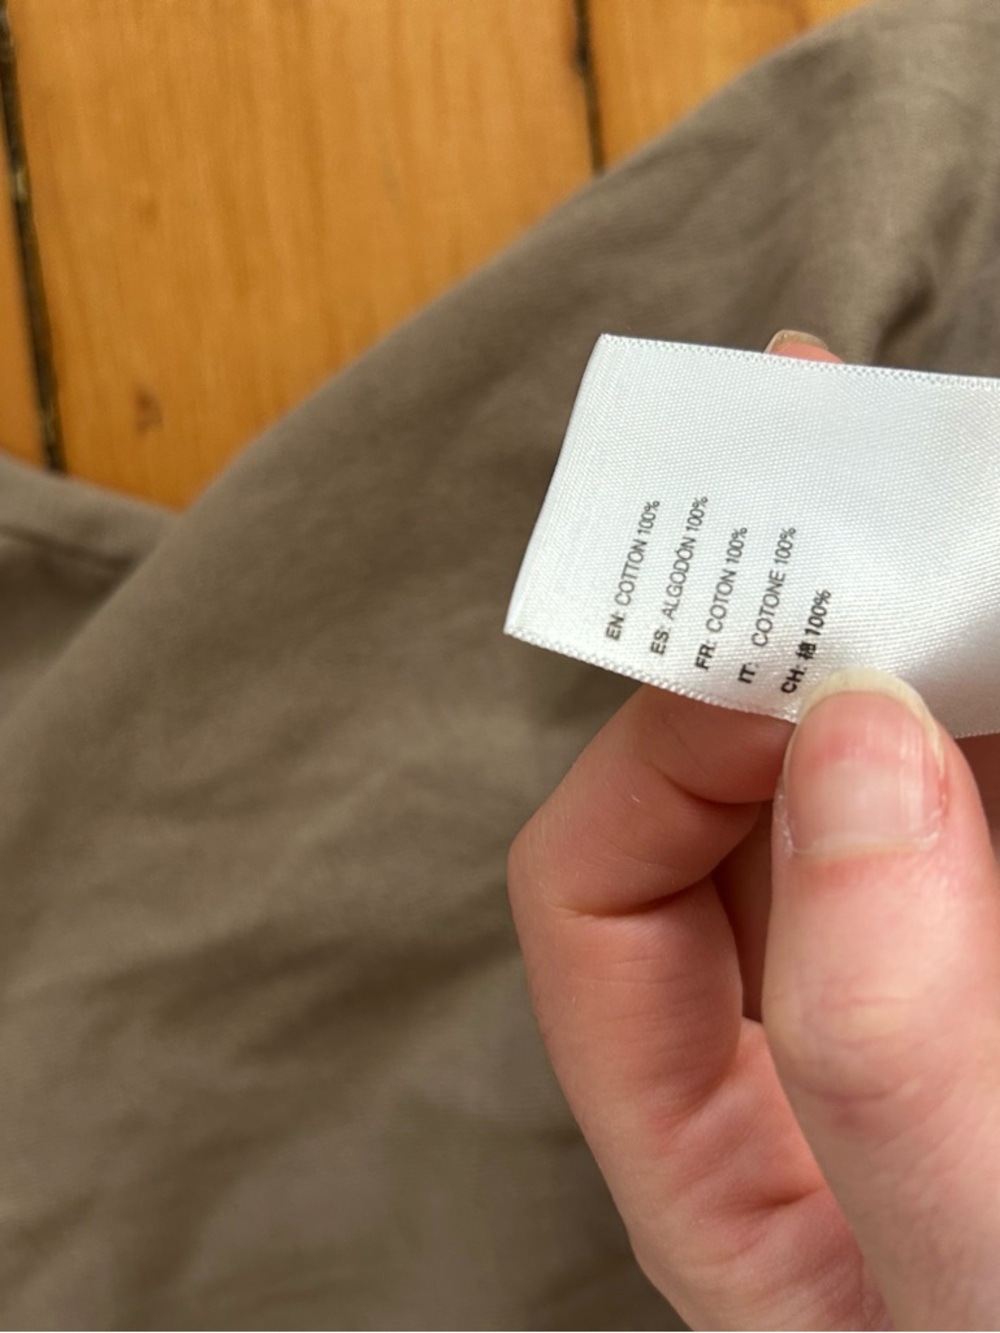 EN: COTTON 100%
ES: ALGODÓN 100%
FR: COTON 100%
IT: COTONE 100%
CH: 棉 100%